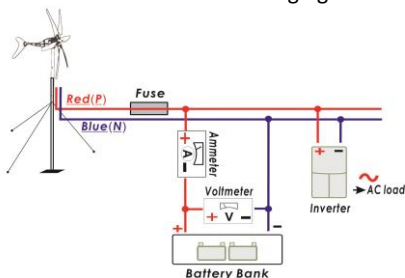 Red(P)
Fuse
Blue(N)
+
A
-
Ammeter
Voltmeter
+ V -
+
-
Battery Bank
+ -
AC load
Inverter